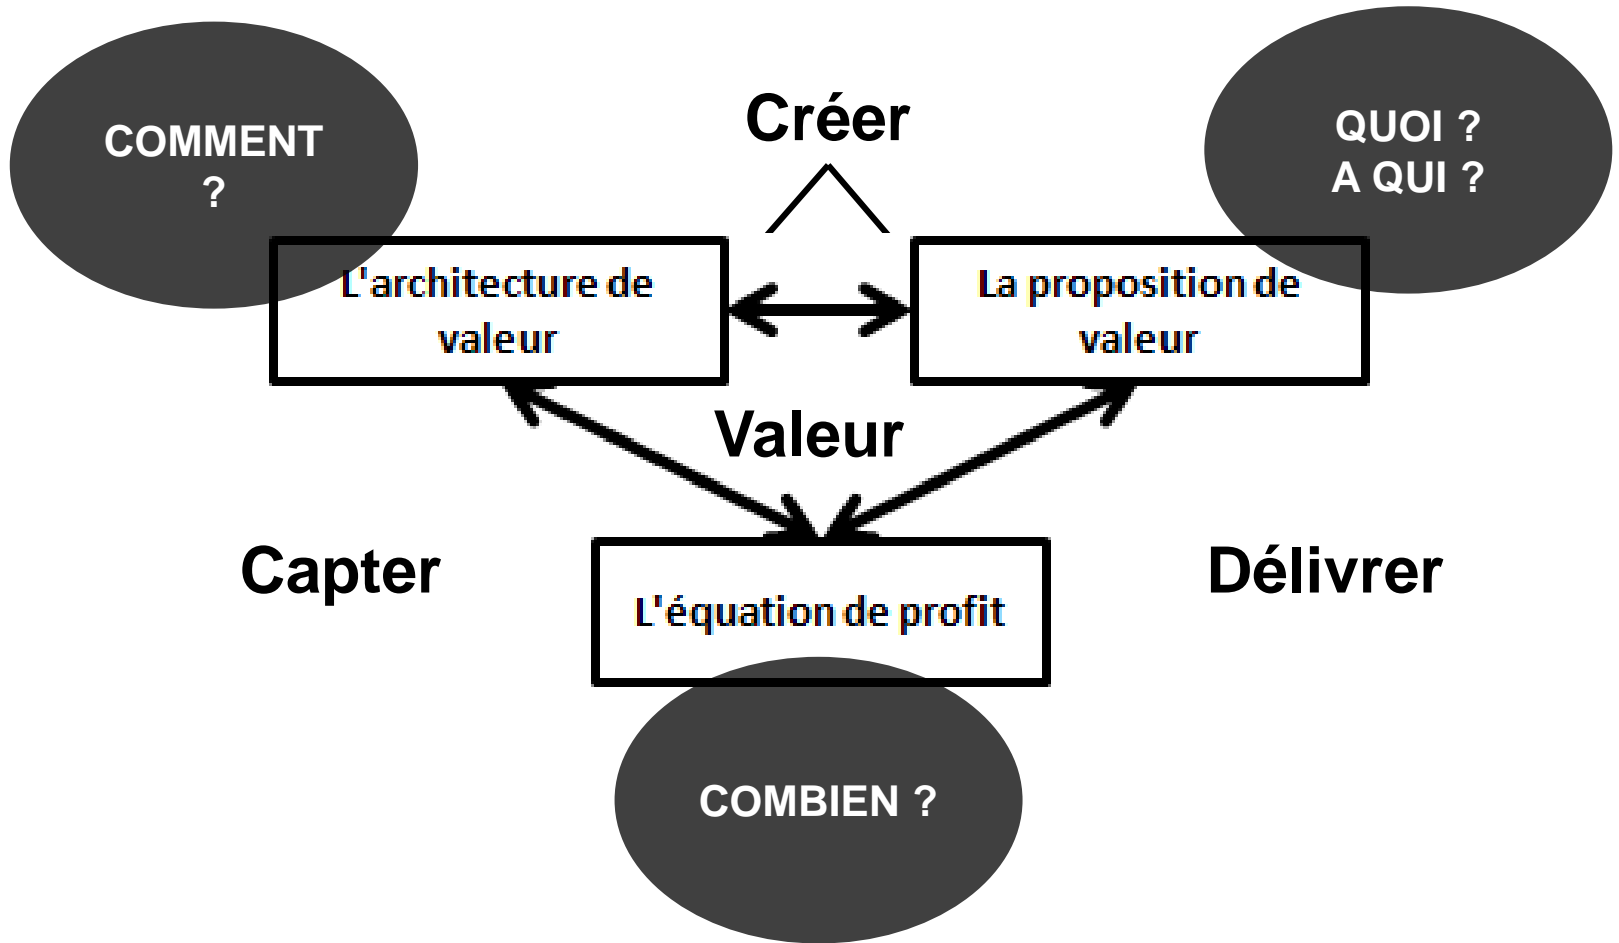 COMMENT
?
Créer
QUOI ?
A QUI ?
L'architecture de
valeur
La proposition de
valeur
Valeur
Capter
Délivrer
L'équation de profit
COMBIEN ?